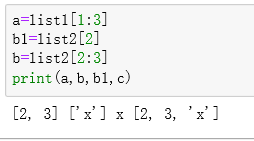 a=list1[1:3]
b1=list2[2]
b=list2[2:3]
print(a,b,b1,c)
[2, 3] ['x'] x [2, 3, 'x']